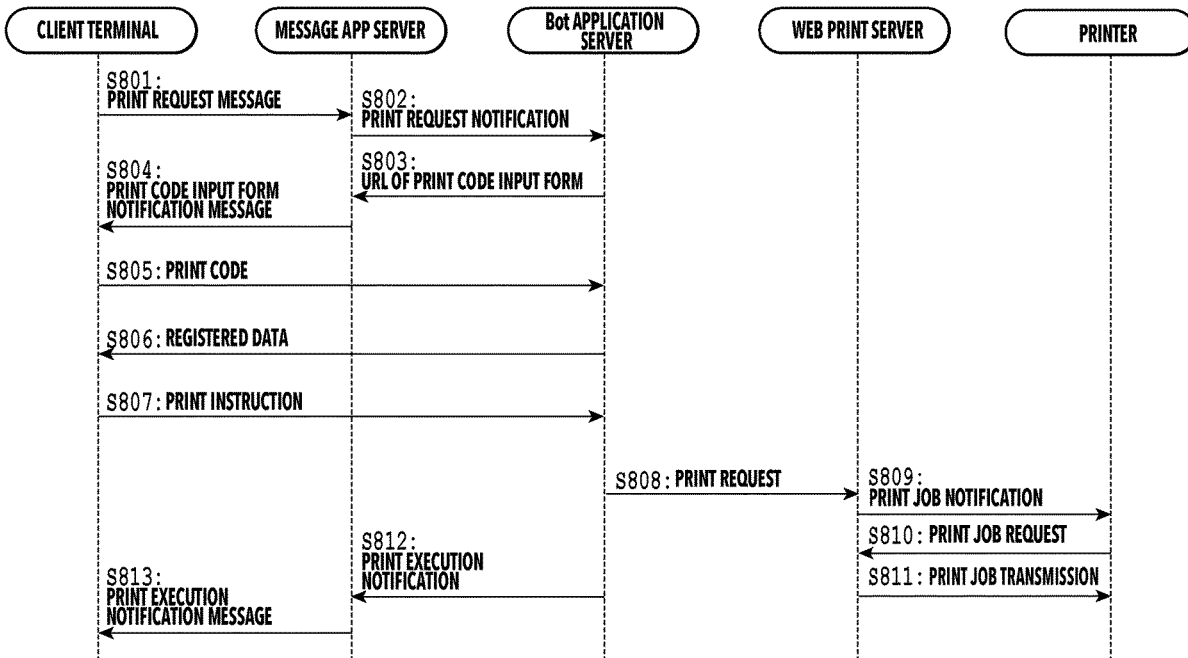 CLIENT TERMINAL
MESSAGE APP SERVER
Bot APPLICATION
SERVER
WEB PRINT SERVER
PRINTER
S801:
PRINT REQUEST MESSAGE
S802:
PRINT REQUEST NOTIFICATION
S803:
URL OF PRINT CODE INPUT FORM
S804:
PRINT CODE INPUT FORM
NOTIFICATION MESSAGE
S805: PRINT CODE
S806: REGISTERED DATA
S807: PRINT INSTRUCTION
S808: PRINT REQUEST
S809:
PRINT JOB NOTIFICATION
S810: PRINT JOB REQUEST
S811: PRINT JOB TRANSMISSION
S812:
PRINT EXECUTION
NOTIFICATION
S813:
PRINT EXECUTION
NOTIFICATION MESSAGE